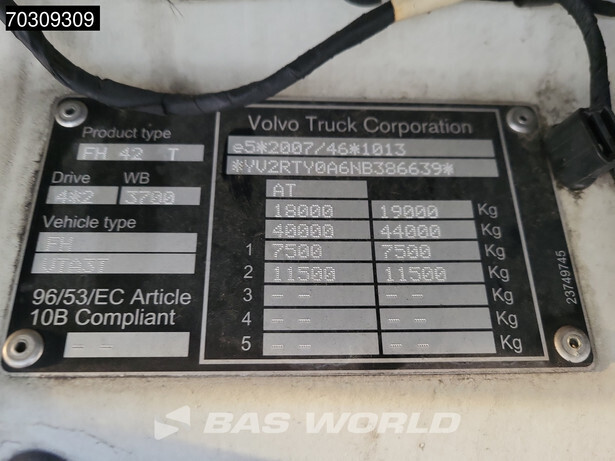 70309309
Product type
FH 42 T
Drive WB
4*2 3700
Vehicle type
FH
VTA3T
96/53/EC Article
10B Compliant
-- --
Volvo Truck Corporation
e5*2007/46*1013
*YV2RTY0A6NB386639*
AT
18000 19000 Kg
40000 44000 Kg
1 7500 7500 Kg
2 11500 11500 Kg
3 -- -- -- -- Kg
4 -- -- -- -- Kg
5 -- -- -- -- Kg
23749745
BAS WORLD